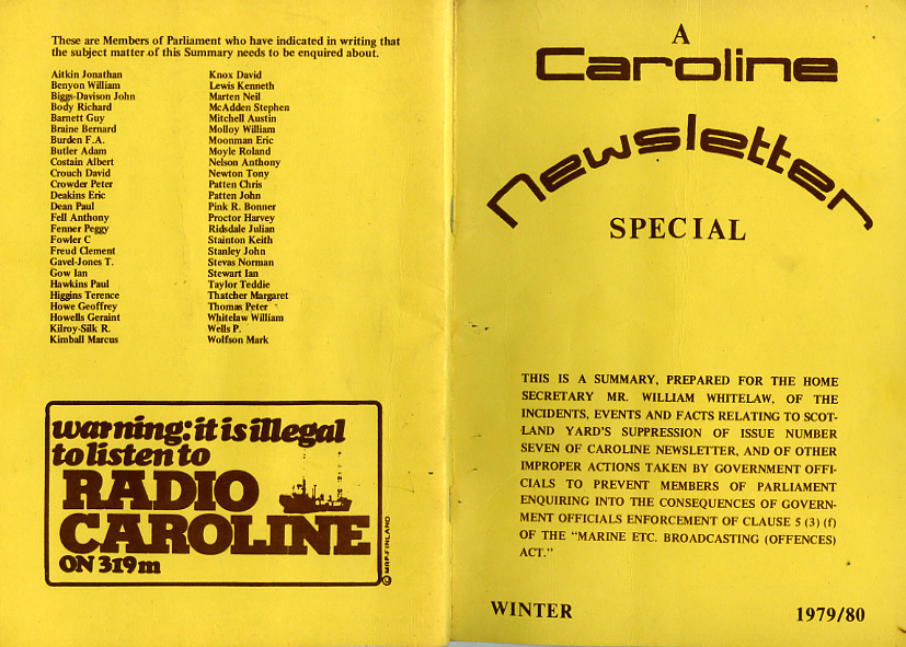 These are Members of Parliament who have indicated in writing that
the subject matter of this Summary needs to be enquired about.
Aitkin Jonathan
Benyon William
Biggs-Davison John
Body Richard
Barnett Guy
Braine Bernard
Burden F.A.
Butler Adam
Costain Albert
Crouch David
Crowder Peter
Deakins Eric
Dean Paul
Fell Anthony
Fenner Peggy
Fowler C
Freud Clement
Gavel-Jones T.
Gow Ian
Hawkins Paul
Higgins Terence
Howe Geoffrey
Howells Geraint
Kilroy-Silk R.
Kimball Marcus
Knox David
Lewis Kenneth
Marten Neil
McAdden Stephen
Mitchell Austin
Molloy William
Moonman Eric
Moyle Roland
Nelson Anthony
Newton Tony
Patten Chris
Patten John
Pink R. Bonner
Proctor Harvey
Ridsdale Julian
Stainton Keith
Stanley John
Stevas Norman
Stewart Ian
Taylor Teddie
Thatcher Margaret
Thomas Peter
Whitelaw William
Wells P.
Wolfson Mark
warning: it is illegal
to listen to
RADIO
CAROLINE
ON 319m
© MRP-FINLAND
A
Caroline
Newsletter
SPECIAL
THIS IS A SUMMARY, PREPARED FOR THE HOME
SECRETARY MR. WILLIAM WHITELAW, OF THE
INCIDENTS, EVENTS AND FACTS RELATING TO SCOT-
LAND YARD'S SUPPRESSION OF ISSUE NUMBER
SEVEN OF CAROLINE NEWSLETTER, AND OF OTHER
IMPROPER ACTIONS TAKEN BY GOVERNMENT OFFI-
CIALS TO PREVENT MEMBERS OF PARLIAMENT
ENQUIRING INTO THE CONSEQUENCES OF GOVERN-
MENT OFFICIALS ENFORCEMENT OF CLAUSE 5 (3) (f)
OF THE "MARINE ETC. BROADCASTING (OFFENCES)
ACT."
WINTER 1979/80